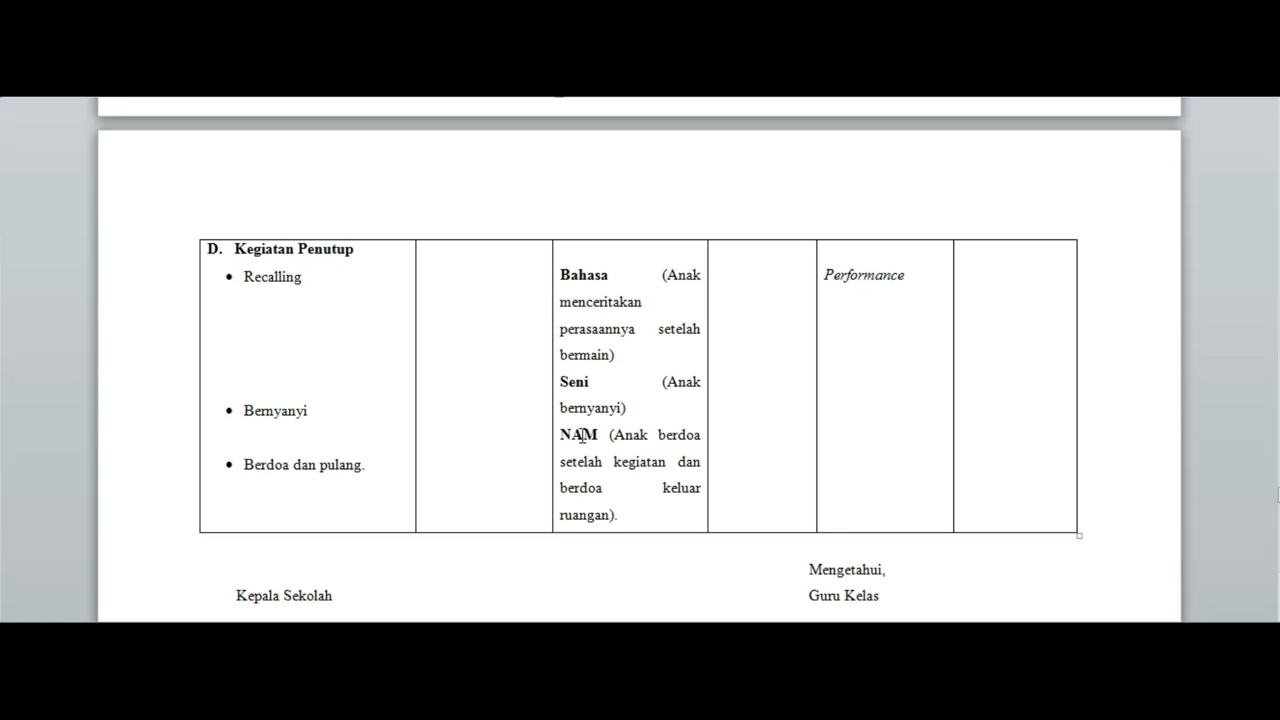 D. Kegiatan Penutup
• Recalling
• Bernyanyi
• Berdoa dan pulang.
Bahasa (Anak
menceritakan
perasaannya setelah
bermain)
Seni (Anak
bernyanyi)
NAM (Anak berdoa
setelah kegiatan dan
berdoa keluar
ruangan).
Performance
Mengetahui,
Kepala Sekolah
Guru Kelas